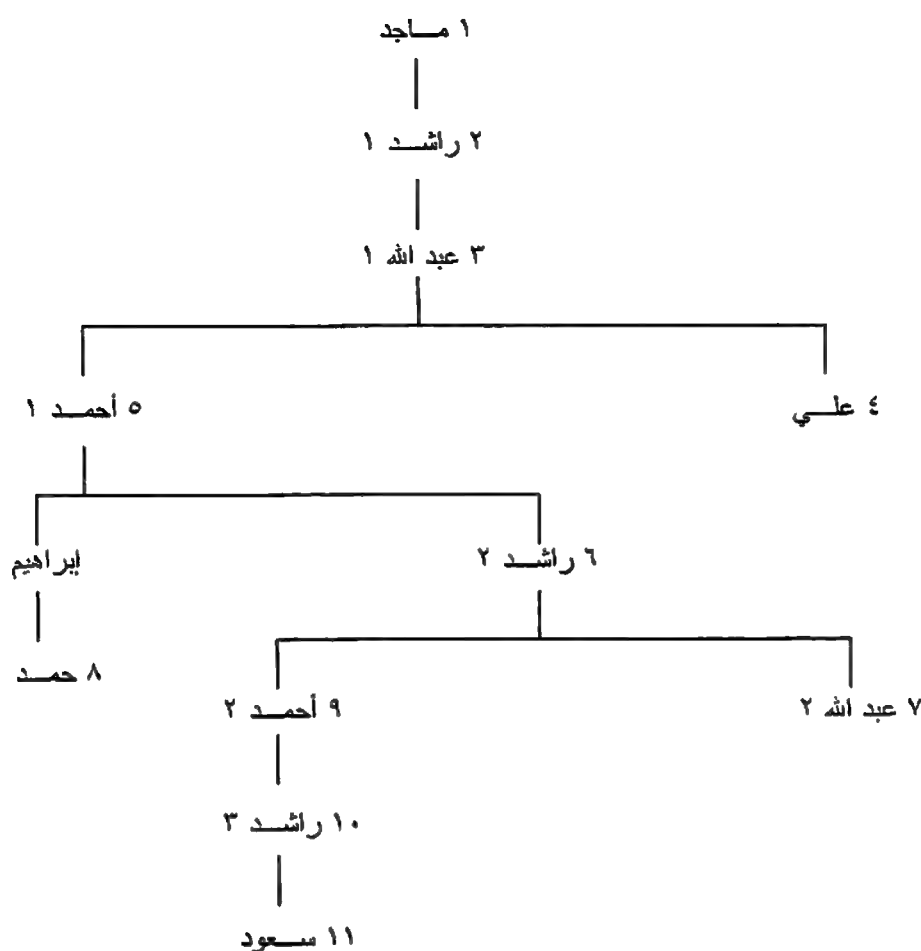 ١ ماجد
٢ راشد ١
٣ عبد الله ١
٤ علي
٥ أحمد ١
٦ راشد ٢
إبراهيم
٧ عبد الله ٢
٩ أحمد ٢
٨ حمد
١٠ راشد ٣
١١ سعود